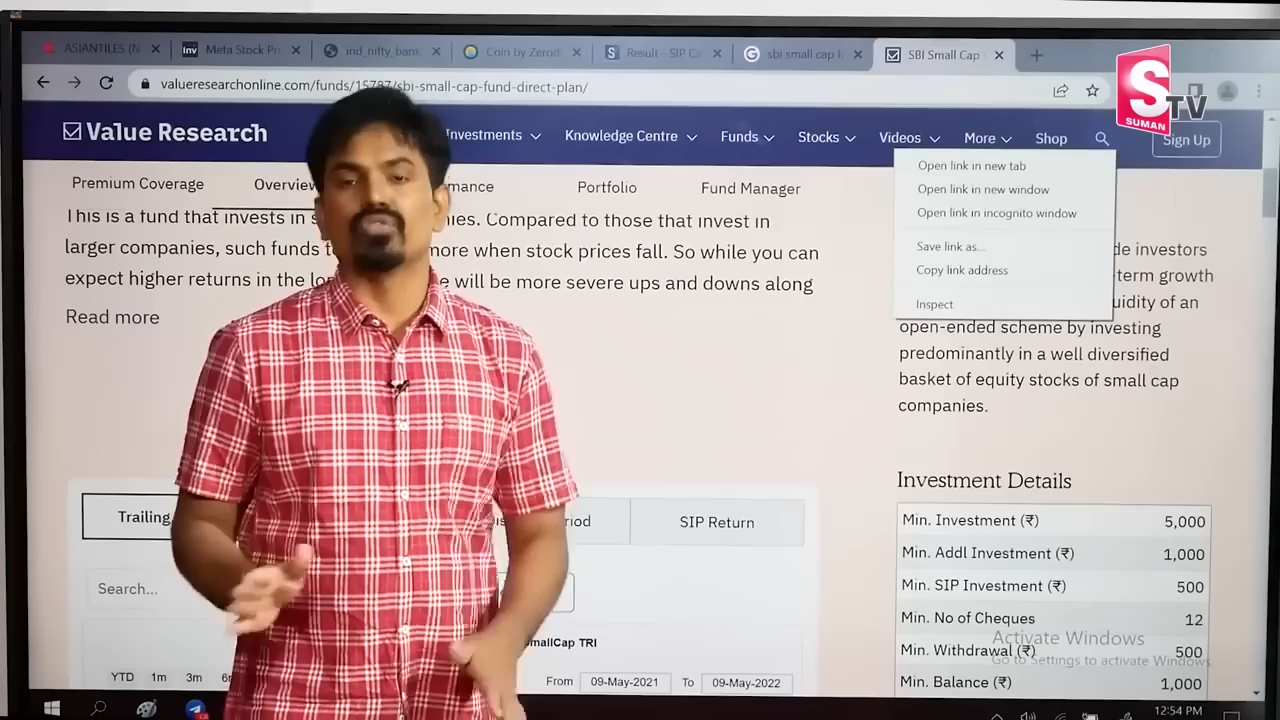 ASIANTILES (N
Inv Meta Stock Pr
ind_nifty_bank
Coin by Zerod
Result - SIP Ca
sbi small cap f
SBI Small Cap
S TV
SUMAN
valueresearchonline.com/funds/15787/sbi-small-cap-fund-direct-plan/
Value Research
Investments
Knowledge Centre
Funds
Stocks
Videos
More
Shop
Sign Up
Premium Coverage
Overview
mance
Portfolio
Fund Manager
Open link in new tab
Open link in new window
Open link in incognito window
Save link as...
Copy link address
Inspect
This is a fund that invests in s ies. Compared to those that invest in
larger companies, such funds t more when stock prices fall. So while you can
expect higher returns in the lo e will be more severe ups and downs along
Read more
de investors
-term growth
uidity of an
open-ended scheme by investing
predominantly in a well diversified
basket of equity stocks of small cap
companies.
Trailing
riod
SIP Return
Search...
mallCap TRI
YTD 1m 3m
From 09-May-2021 To 09-May-2022
Investment Details
Min. Investment (₹) 5,000
Min. Addl Investment (₹) 1,000
Min. SIP Investment (₹) 500
Min. No of Cheques 12
Min. Withdrawal (₹) 500
Min. Balance (₹) 1,000
Activate Windows
Go to Settings to activate Windows.
12:54 PM